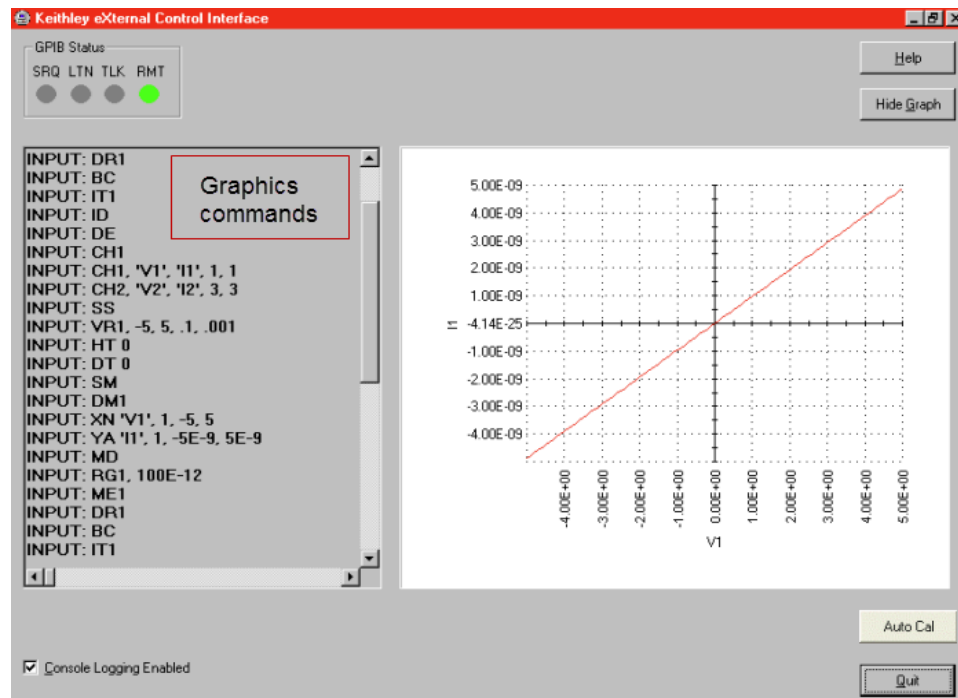 Keithley eXternal Control Interface
GPIB Status
SRQ LTN TLK RMT
Help
Hide Graph
INPUT: DR1
INPUT: BC
INPUT: IT1
INPUT: ID
INPUT: DE
INPUT: CH1
INPUT: CH1, 'V1', 'I1', 1, 1
INPUT: CH2, 'V2', 'I2', 3, 3
INPUT: SS
INPUT: VR1, -5, 5, .1, .001
INPUT: HT 0
INPUT: DT 0
INPUT: SM
INPUT: DM1
INPUT: XN 'V1', 1, -5, 5
INPUT: YA 'I1', 1, -5E-9, 5E-9
INPUT: MD
INPUT: RG1, 100E-12
INPUT: ME1
INPUT: DR1
INPUT: BC
INPUT: IT1
Graphics
commands
5.00E-09
4.00E-09
3.00E-09
2.00E-09
1.00E-09
-4.14E-25
-1.00E-09
-2.00E-09
-3.00E-09
-4.00E-09
I1
-4.00E+00
-3.00E+00
-2.00E+00
-1.00E+00
0.00E+00
1.00E+00
2.00E+00
3.00E+00
4.00E+00
5.00E+00
V1
Auto Cal
Console Logging Enabled
Quit